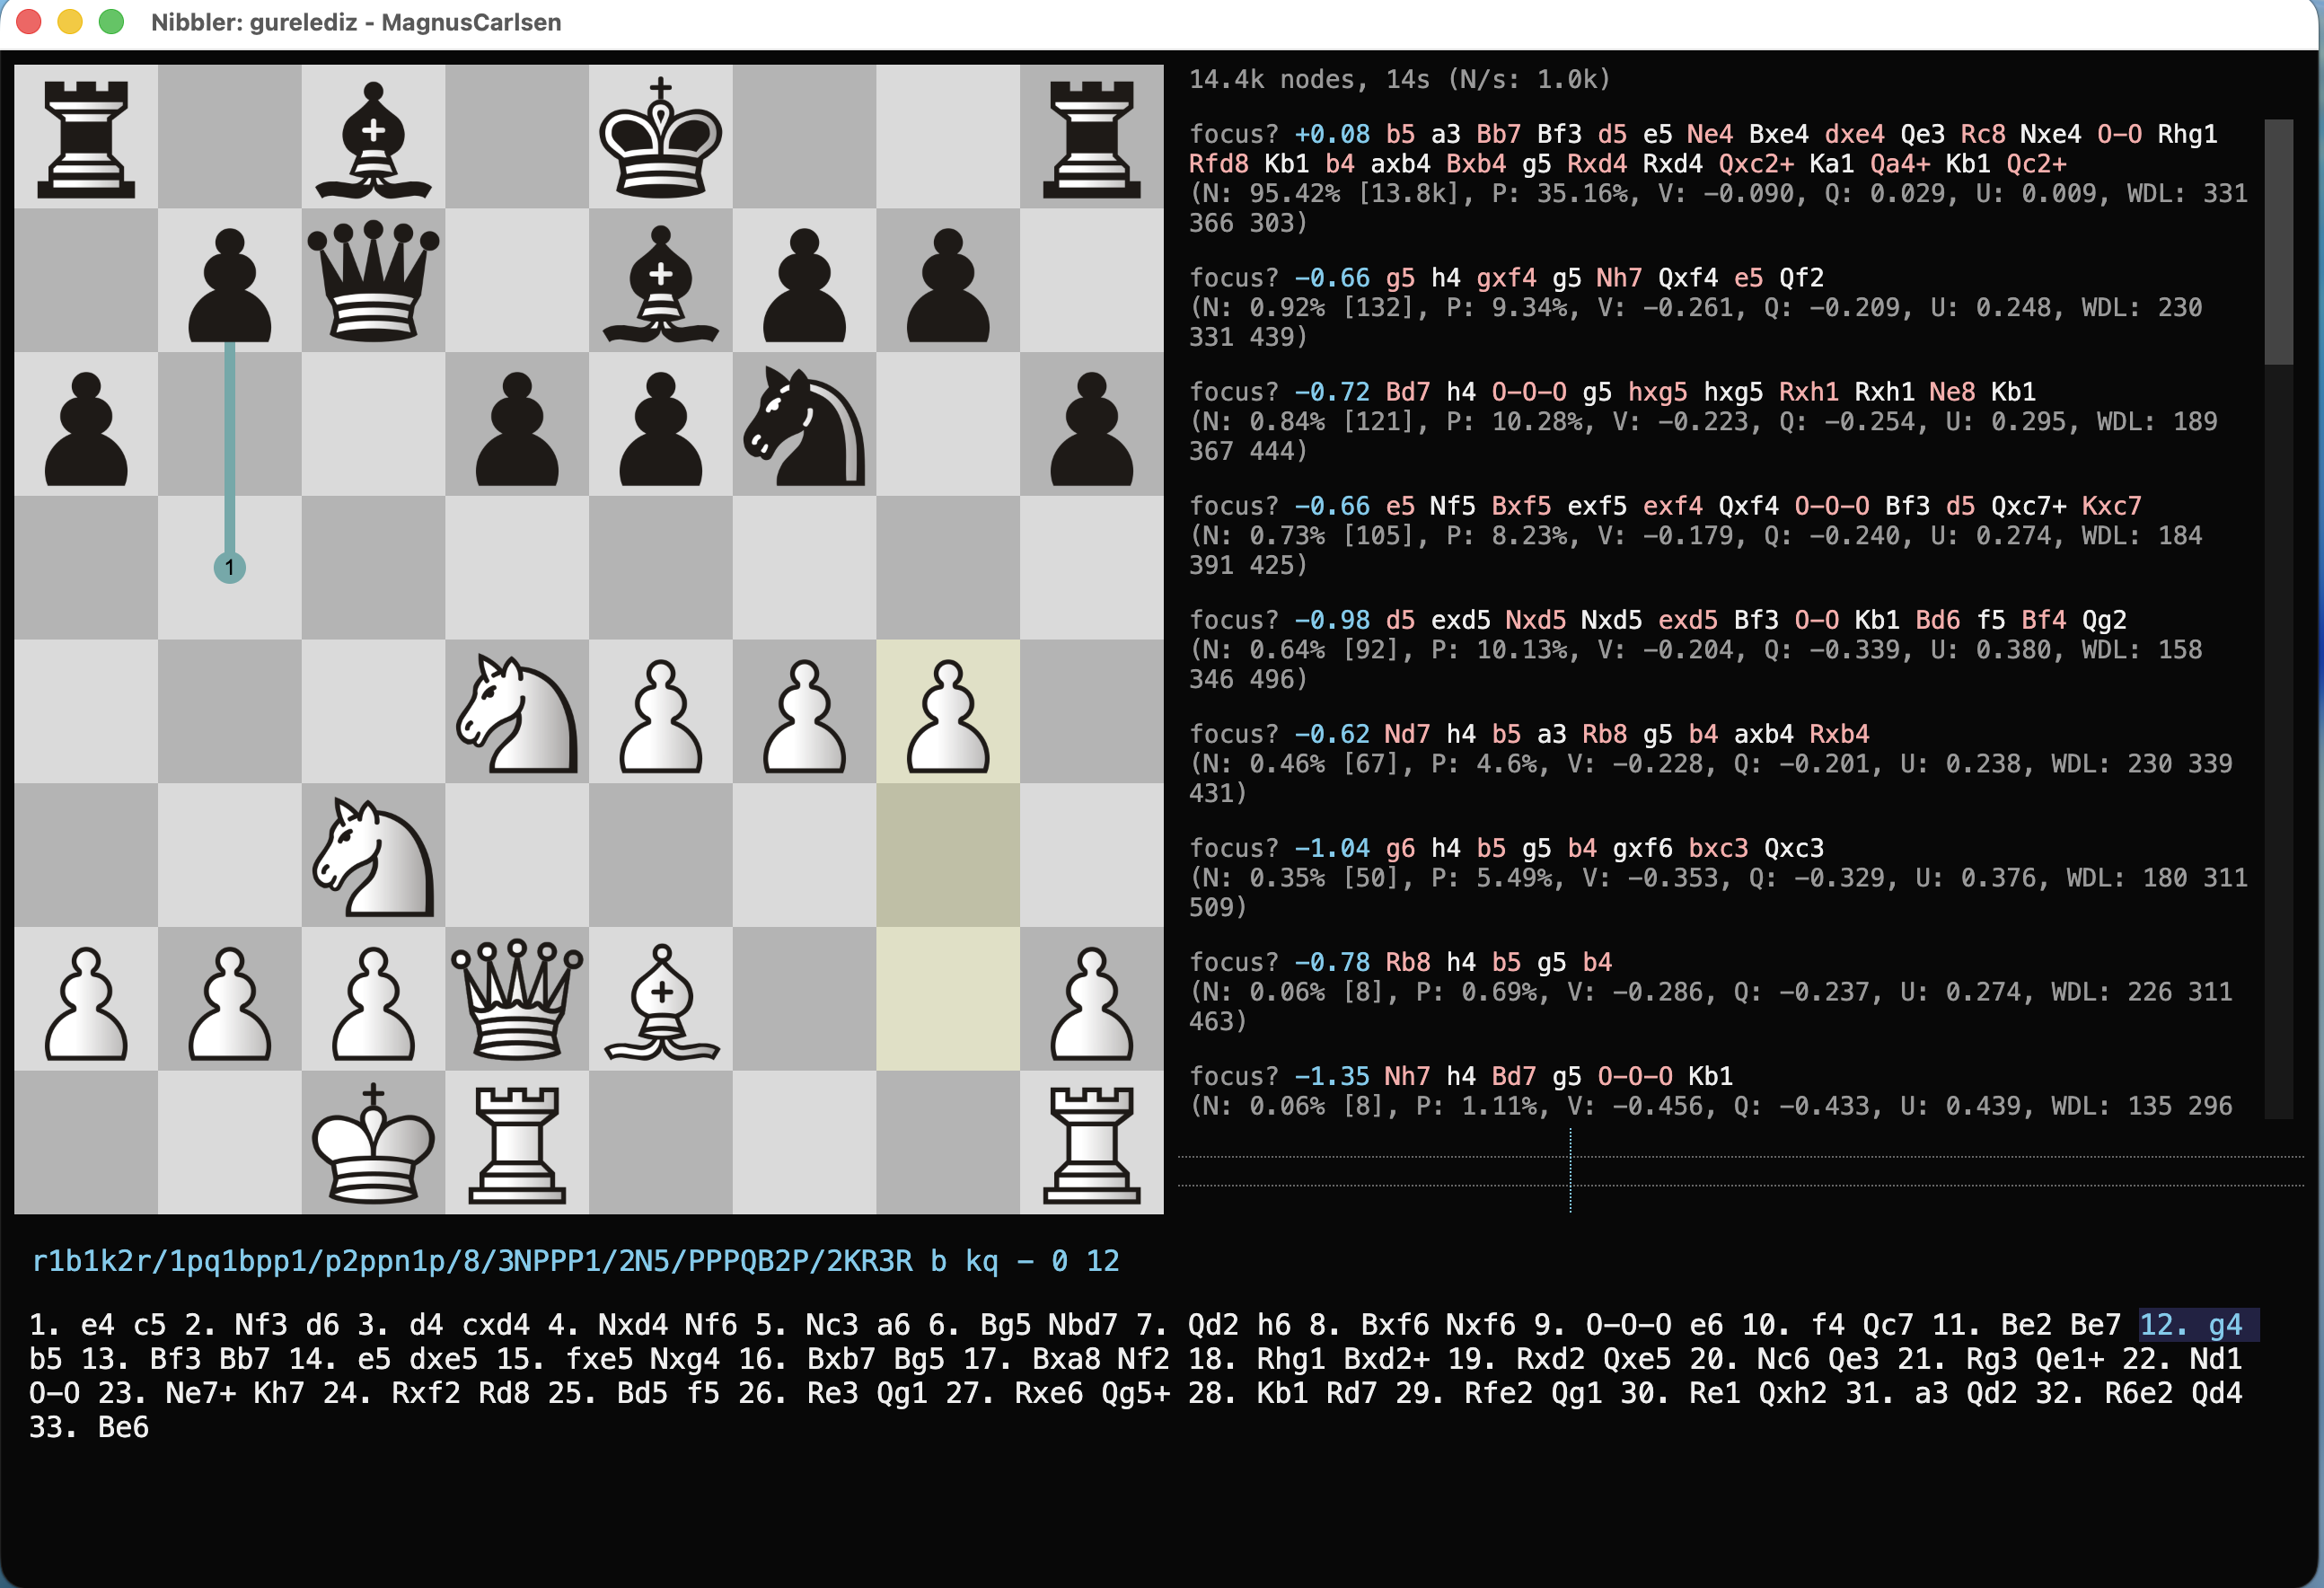 Nibbler: gurelediz - MagnusCarlsen
14.4k nodes, 14s (N/s: 1.0k)
focus? +0.08 b5 a3 Bb7 Bf3 d5 e5 Ne4 Bxe4 dxe4 Qe3 Rc8 Nxe4 O-O Rhg1
Rfd8 Kb1 b4 axb4 Bxb4 g5 Rxd4 Rxd4 Qxc2+ Ka1 Qa4+ Kb1 Qc2+
(N: 95.42% [13.8k], P: 35.16%, V: -0.090, Q: 0.029, U: 0.009, WDL: 331
366 303)
focus? -0.66 g5 h4 gxf4 g5 Nh7 Qxf4 e5 Qf2
(N: 0.92% [132], P: 9.34%, V: -0.261, Q: -0.209, U: 0.248, WDL: 230
331 439)
focus? -0.72 Bd7 h4 O-O-O g5 hxg5 hxg5 Rxh1 Rxh1 Ne8 Kb1
(N: 0.84% [121], P: 10.28%, V: -0.223, Q: -0.254, U: 0.295, WDL: 189
367 444)
focus? -0.66 e5 Nf5 Bxf5 exf5 exf4 Qxf4 O-O-O Bf3 d5 Qxc7+ Kxc7
(N: 0.73% [105], P: 8.23%, V: -0.179, Q: -0.240, U: 0.274, WDL: 184
391 425)
focus? -0.98 d5 exd5 Nxd5 Nxd5 exd5 Bf3 O-O Kb1 Bd6 f5 Bf4 Qg2
(N: 0.64% [92], P: 10.13%, V: -0.204, Q: -0.339, U: 0.380, WDL: 158
346 496)
focus? -0.62 Nd7 h4 b5 a3 Rb8 g5 b4 axb4 Rxb4
(N: 0.46% [67], P: 4.6%, V: -0.228, Q: -0.201, U: 0.238, WDL: 230 339
431)
focus? -1.04 g6 h4 b5 g5 b4 gxf6 bxc3 Qxc3
(N: 0.35% [50], P: 5.49%, V: -0.353, Q: -0.329, U: 0.376, WDL: 180 311
509)
focus? -0.78 Rb8 h4 b5 g5 b4
(N: 0.06% [8], P: 0.69%, V: -0.286, Q: -0.237, U: 0.274, WDL: 226 311
463)
focus? -1.35 Nh7 h4 Bd7 g5 O-O-O Kb1
(N: 0.06% [8], P: 1.11%, V: -0.456, Q: -0.433, U: 0.439, WDL: 135 296
1
r1b1k2r/1pq1bpp1/p2ppn1p/8/3NPPP1/2N5/PPPQB2P/2KR3R b kq - 0 12
1. e4 c5 2. Nf3 d6 3. d4 cxd4 4. Nxd4 Nf6 5. Nc3 a6 6. Bg5 Nbd7 7. Qd2 h6 8. Bxf6 Nxf6 9. O-O-O e6 10. f4 Qc7 11. Be2 Be7 12. g4
b5 13. Bf3 Bb7 14. e5 dxe5 15. fxe5 Nxg4 16. Bxb7 Bg5 17. Bxa8 Nf2 18. Rhg1 Bxd2+ 19. Rxd2 Qxe5 20. Nc6 Qe3 21. Rg3 Qe1+ 22. Nd1
O-O 23. Ne7+ Kh7 24. Rxf2 Rd8 25. Bd5 f5 26. Re3 Qg1 27. Rxe6 Qg5+ 28. Kb1 Rd7 29. Rfe2 Qg1 30. Re1 Qxh2 31. a3 Qd2 32. R6e2 Qd4
33. Be6